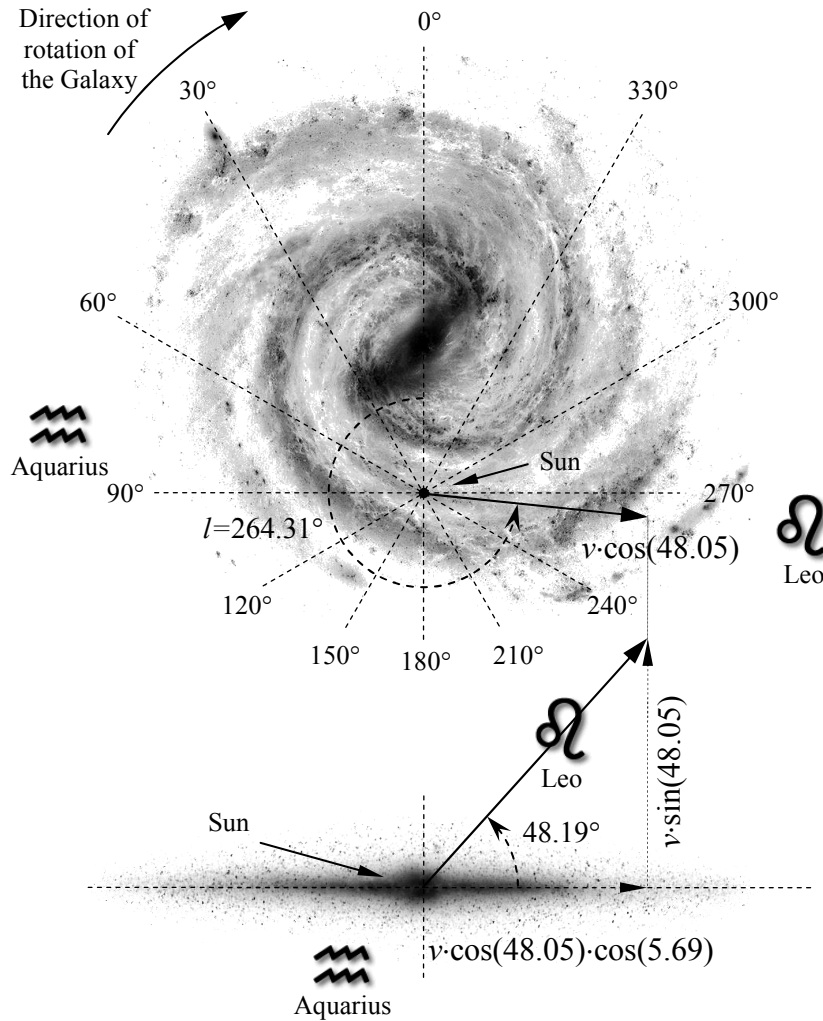 Direction of
rotation of
the Galaxy
0°
30°
330°
60°
300°
Aquarius
Sun
90°
270°
l=264.31°
v·cos(48.05)
Leo
120°
240°
150°
180°
210°
Leo
v·sin(48.05)
Sun
48.19°
v·cos(48.05)·cos(5.69)
Aquarius